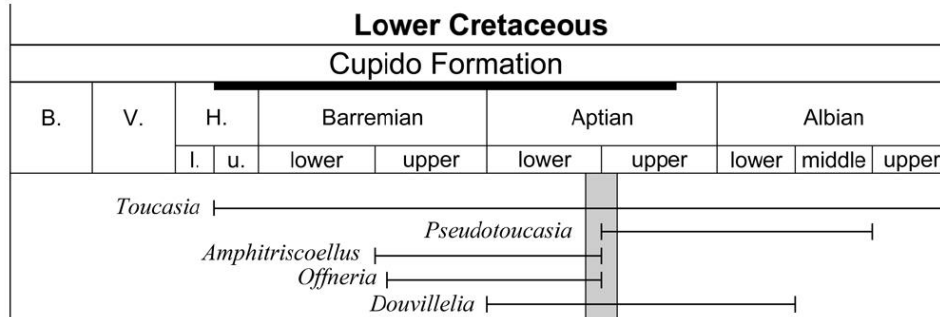 Lower Cretaceous
Cupido Formation
B. V. H. Barremian Aptian Albian
l. u. lower upper lower upper lower middle upper
Toucasia
Pseudotoucasia
Amphitriscoellus
Offneria
Douvillelia